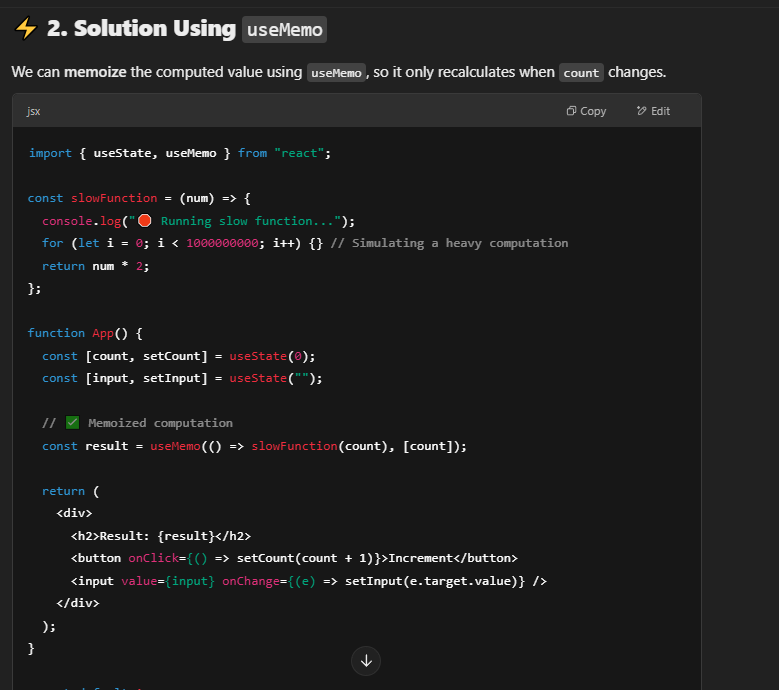 ⚡ 2. Solution Using useMemo
We can memoize the computed value using useMemo, so it only recalculates when count changes.
jsx
Copy
Edit
import { useState, useMemo } from "react";
const slowFunction = (num) => {
  console.log("🛑 Running slow function...");
  for (let i = 0; i < 1000000000; i++) {} // Simulating a heavy computation
  return num * 2;
};
function App() {
  const [count, setCount] = useState(0);
  const [input, setInput] = useState("");
  // ✅ Memoized computation
  const result = useMemo(() => slowFunction(count), [count]);
  return (
    <div>
      <h2>Result: {result}</h2>
      <button onClick={() => setCount(count + 1)}>Increment</button>
      <input value={input} onChange={(e) => setInput(e.target.value)} />
    </div>
  );
}